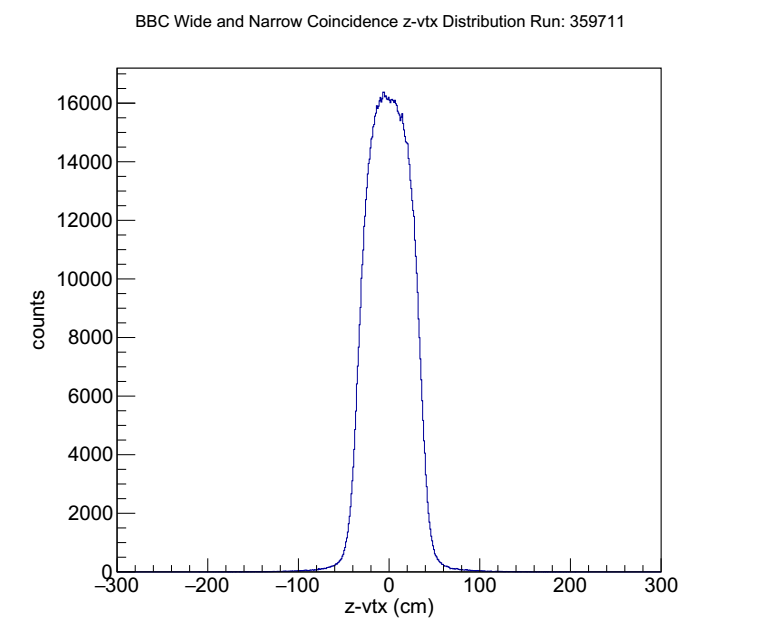 BBC Wide and Narrow Coincidence z-vtx Distribution Run: 359711
16000
14000
12000
10000
8000
6000
4000
2000
0
counts
−300 −200 −100 0 100 200 300
z-vtx (cm)